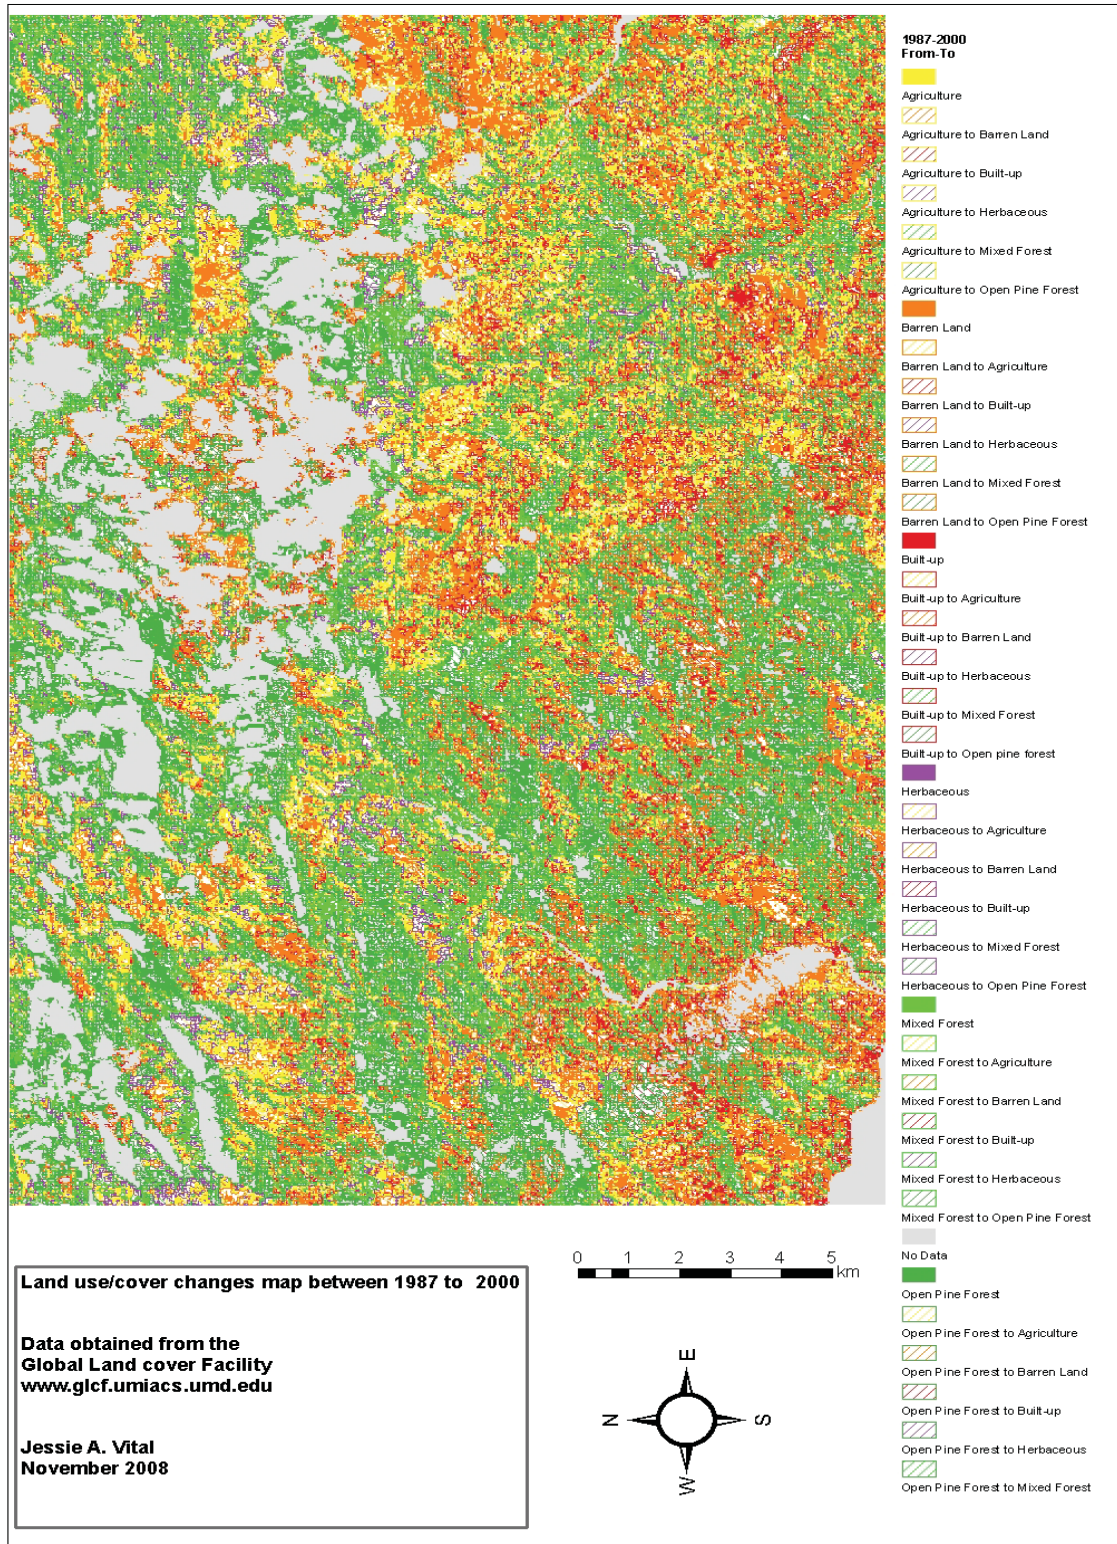 1987-2000
From-To
Agriculture
Agriculture to Barren Land
Agriculture to Built-up
Agriculture to Herbaceous
Agriculture to Mixed Forest
Agriculture to Open Pine Forest
Barren Land
Barren Land to Agriculture
Barren Land to Built-up
Barren Land to Herbaceous
Barren Land to Mixed Forest
Barren Land to Open Pine Forest
Built-up
Built-up to Agriculture
Built-up to Barren Land
Built-up to Herbaceous
Built-up to Mixed Forest
Built-up to Open pine forest
Herbaceous
Herbaceous to Agriculture
Herbaceous to Barren Land
Herbaceous to Built-up
Herbaceous to Mixed Forest
Herbaceous to Open Pine Forest
Mixed Forest
Mixed Forest to Agriculture
Mixed Forest to Barren Land
Mixed Forest to Built-up
Mixed Forest to Herbaceous
Mixed Forest to Open Pine Forest
No Data
Open Pine Forest
Open Pine Forest to Agriculture
Open Pine Forest to Barren Land
Open Pine Forest to Built-up
Open Pine Forest to Herbaceous
Open Pine Forest to Mixed Forest
Land use/cover changes map between 1987 to 2000
Data obtained from the
Global Land cover Facility
www.glcf.umiacs.umd.edu
Jessie A. Vital
November 2008
0 1 2 3 4 5
km
E
N S
W